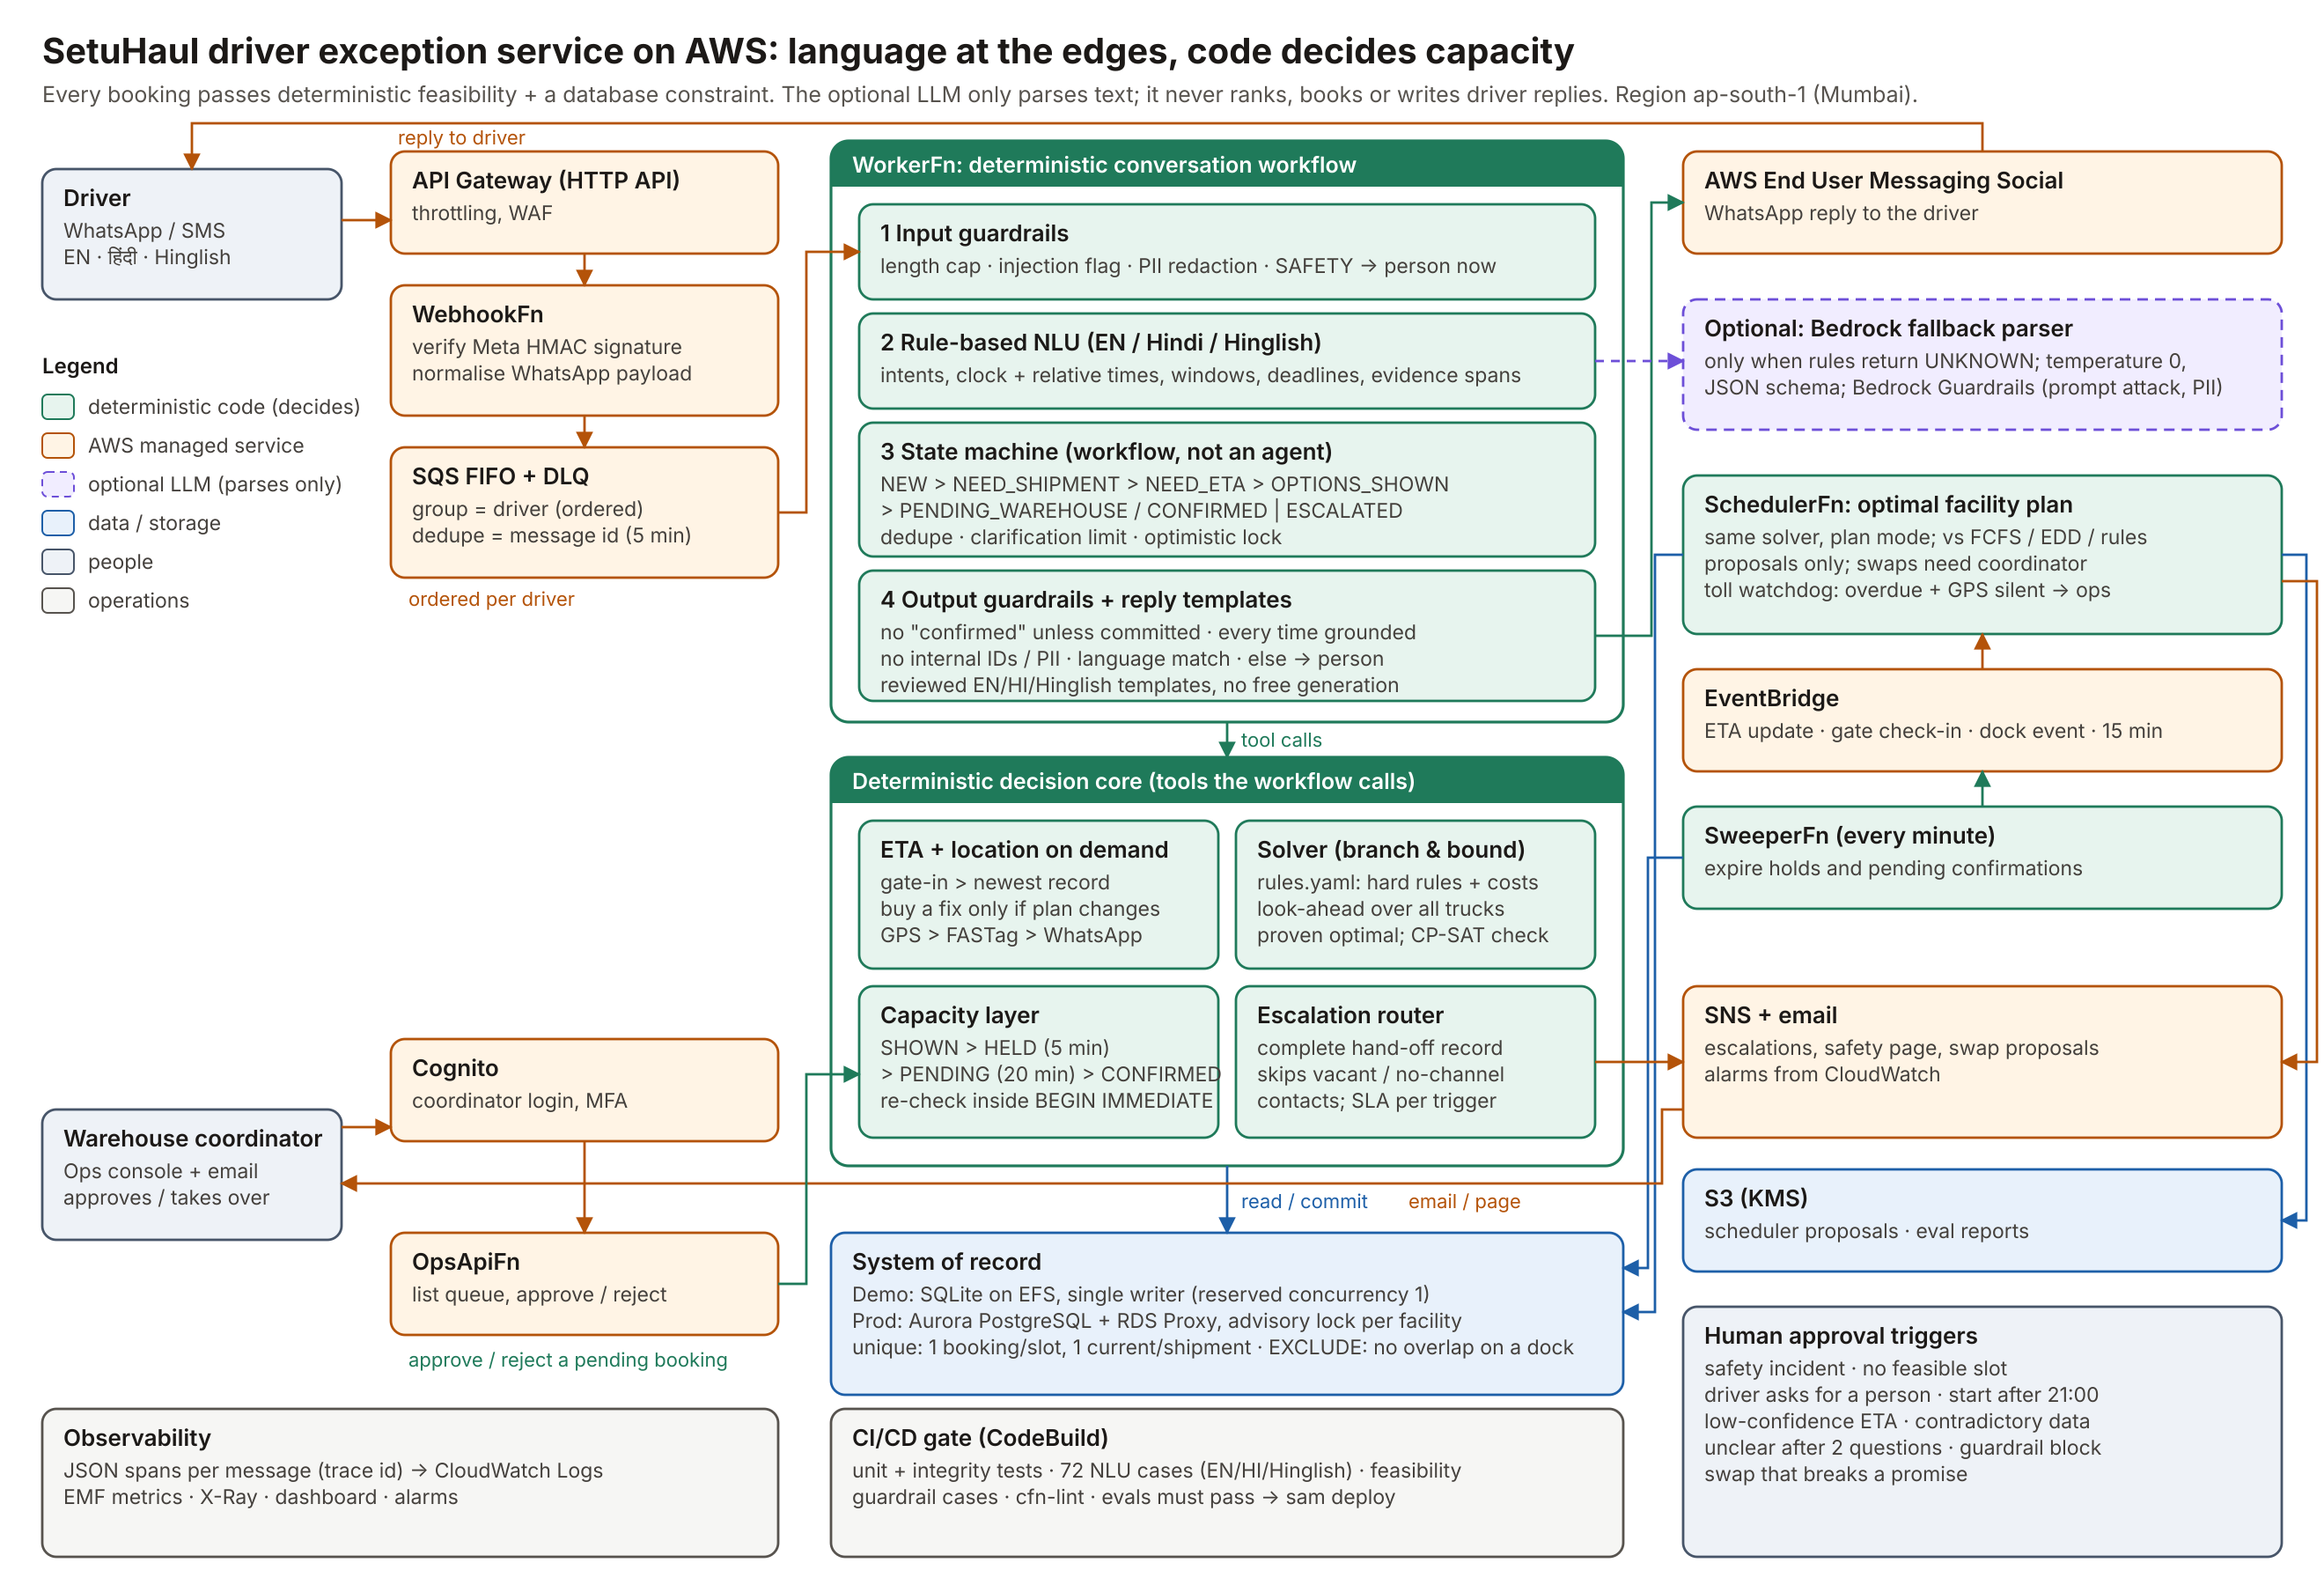 SetuHaul driver exception service on AWS: language at the edges, code decides capacity
Every booking passes deterministic feasibility + a database constraint. The optional LLM only parses text; it never ranks, books or writes driver replies. Region ap-south-1 (Mumbai).
reply to driver
Driver
WhatsApp / SMS
EN · हिंदी · Hinglish
API Gateway (HTTP API)
throttling, WAF
WebhookFn
verify Meta HMAC signature
normalise WhatsApp payload
SQS FIFO + DLQ
group = driver (ordered)
dedupe = message id (5 min)
ordered per driver
Legend
deterministic code (decides)
AWS managed service
optional LLM (parses only)
data / storage
people
operations
WorkerFn: deterministic conversation workflow
1 Input guardrails
length cap · injection flag · PII redaction · SAFETY → person now
2 Rule-based NLU (EN / Hindi / Hinglish)
intents, clock + relative times, windows, deadlines, evidence spans
3 State machine (workflow, not an agent)
NEW > NEED_SHIPMENT > NEED_ETA > OPTIONS_SHOWN
> PENDING_WAREHOUSE / CONFIRMED | ESCALATED
dedupe · clarification limit · optimistic lock
4 Output guardrails + reply templates
no "confirmed" unless committed · every time grounded
no internal IDs / PII · language match · else → person
reviewed EN/HI/Hinglish templates, no free generation
tool calls
AWS End User Messaging Social
WhatsApp reply to the driver
Optional: Bedrock fallback parser
only when rules return UNKNOWN; temperature 0,
JSON schema; Bedrock Guardrails (prompt attack, PII)
SchedulerFn: optimal facility plan
same solver, plan mode; vs FCFS / EDD / rules
proposals only; swaps need coordinator
toll watchdog: overdue + GPS silent → ops
EventBridge
ETA update · gate check-in · dock event · 15 min
SweeperFn (every minute)
expire holds and pending confirmations
Deterministic decision core (tools the workflow calls)
ETA + location on demand
gate-in > newest record
buy a fix only if plan changes
GPS > FASTag > WhatsApp
Solver (branch & bound)
rules.yaml: hard rules + costs
look-ahead over all trucks
proven optimal; CP-SAT check
Capacity layer
SHOWN > HELD (5 min)
> PENDING (20 min) > CONFIRMED
re-check inside BEGIN IMMEDIATE
Escalation router
complete hand-off record
skips vacant / no-channel
contacts; SLA per trigger
SNS + email
escalations, safety page, swap proposals
alarms from CloudWatch
Cognito
coordinator login, MFA
Warehouse coordinator
Ops console + email
approves / takes over
OpsApiFn
list queue, approve / reject
approve / reject a pending booking
read / commit
email / page
System of record
Demo: SQLite on EFS, single writer (reserved concurrency 1)
Prod: Aurora PostgreSQL + RDS Proxy, advisory lock per facility
unique: 1 booking/slot, 1 current/shipment · EXCLUDE: no overlap on a dock
S3 (KMS)
scheduler proposals · eval reports
Human approval triggers
safety incident · no feasible slot
driver asks for a person · start after 21:00
low-confidence ETA · contradictory data
unclear after 2 questions · guardrail block
swap that breaks a promise
Observability
JSON spans per message (trace id) → CloudWatch Logs
EMF metrics · X-Ray · dashboard · alarms
CI/CD gate (CodeBuild)
unit + integrity tests · 72 NLU cases (EN/HI/Hinglish) · feasibility
guardrail cases · cfn-lint · evals must pass → sam deploy